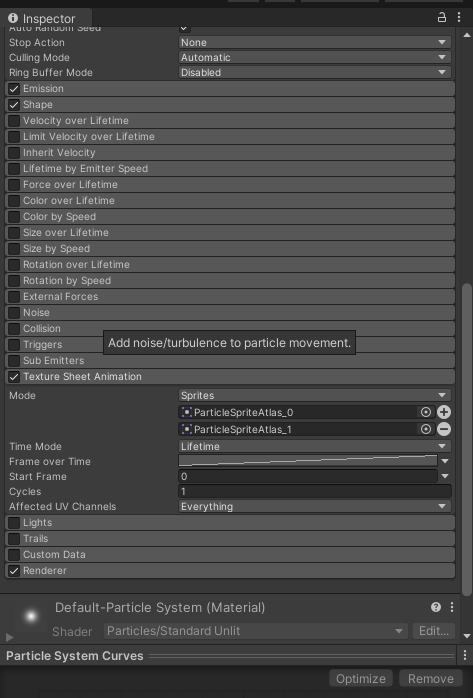 Inspector
Auto Random Seed
Stop Action None
Culling Mode Automatic
Ring Buffer Mode Disabled
Emission
Shape
Velocity over Lifetime
Limit Velocity over Lifetime
Inherit Velocity
Lifetime by Emitter Speed
Force over Lifetime
Color over Lifetime
Color by Speed
Size over Lifetime
Size by Speed
Rotation over Lifetime
Rotation by Speed
External Forces
Noise
Collision
Triggers
Add noise/turbulence to particle movement.
Sub Emitters
Texture Sheet Animation
Mode Sprites
ParticleSpriteAtlas_0
ParticleSpriteAtlas_1
Time Mode Lifetime
Frame over Time
Start Frame 0
Cycles 1
Affected UV Channels Everything
Lights
Trails
Custom Data
Renderer
Default-Particle System (Material)
Shader Particles/Standard Unlit Edit...
Particle System Curves
Optimize Remove